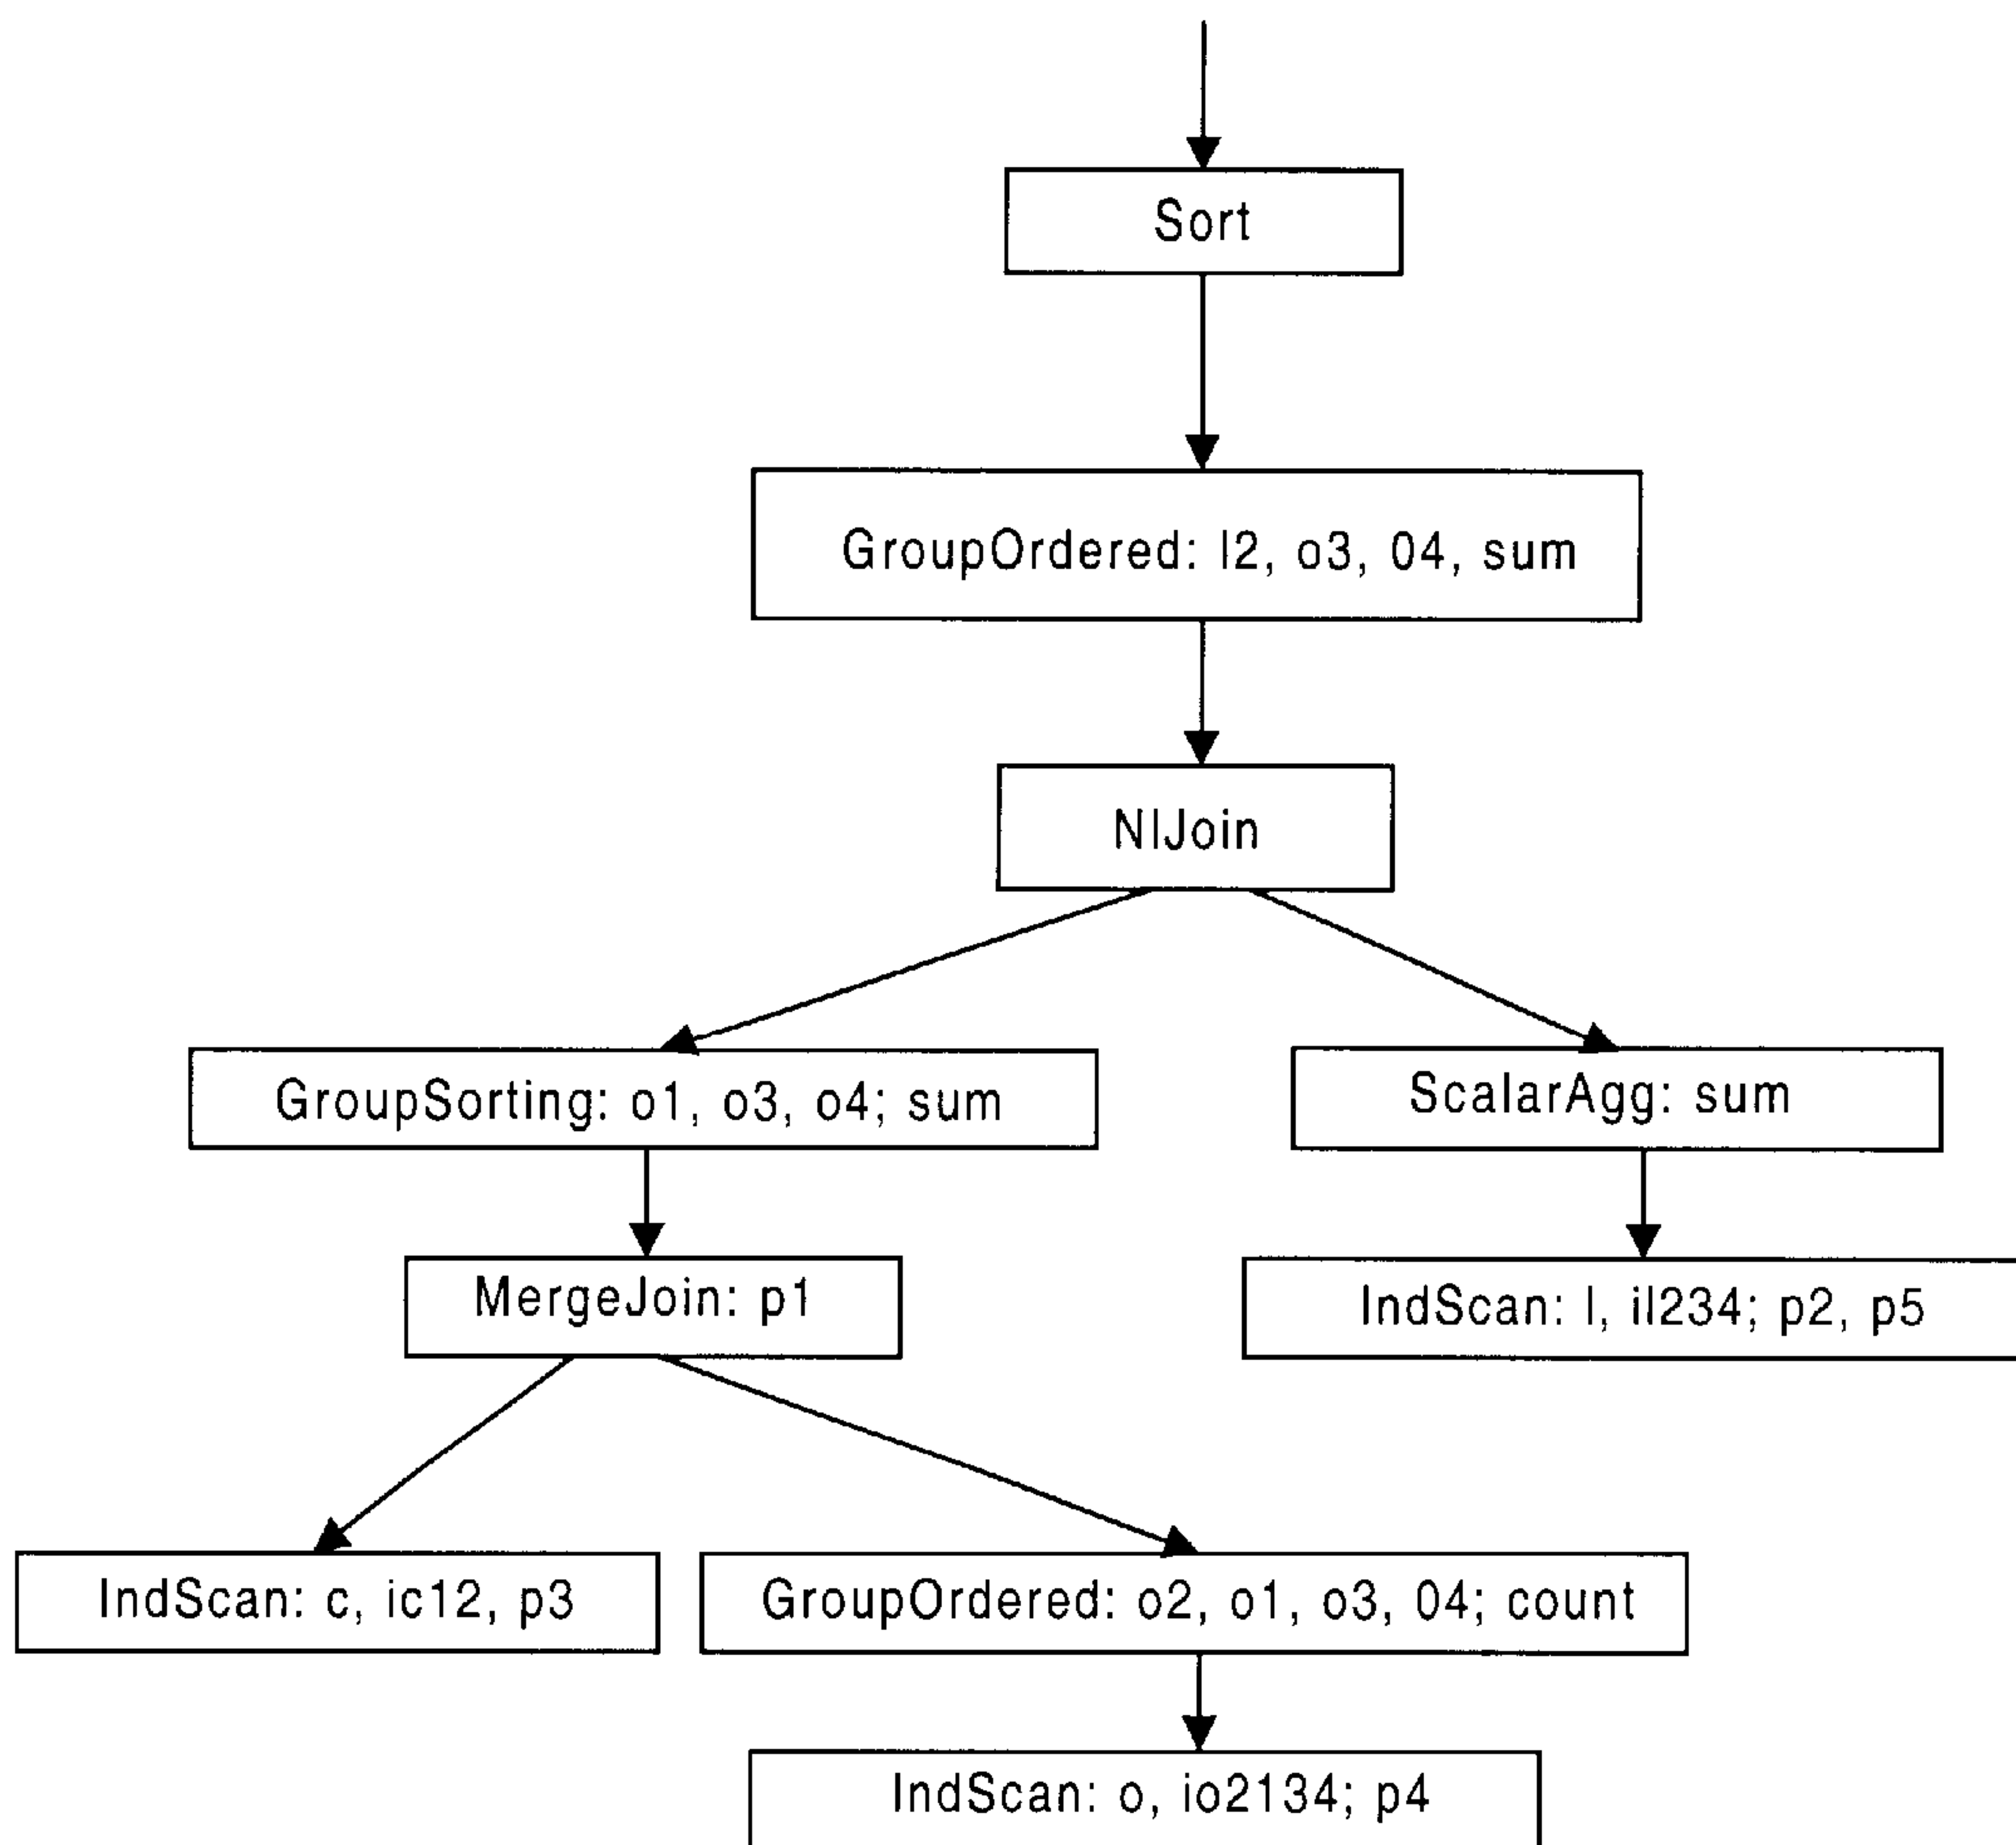 Sort
GroupOrdered: l2, o3, 04, sum
NlJoin
GroupSorting: o1, o3, o4; sum
ScalarAgg: sum
MergeJoin: p1
IndScan: l, il234; p2, p5
IndScan: c, ic12, p3
GroupOrdered: o2, o1, o3, 04; count
IndScan: o, io2134; p4